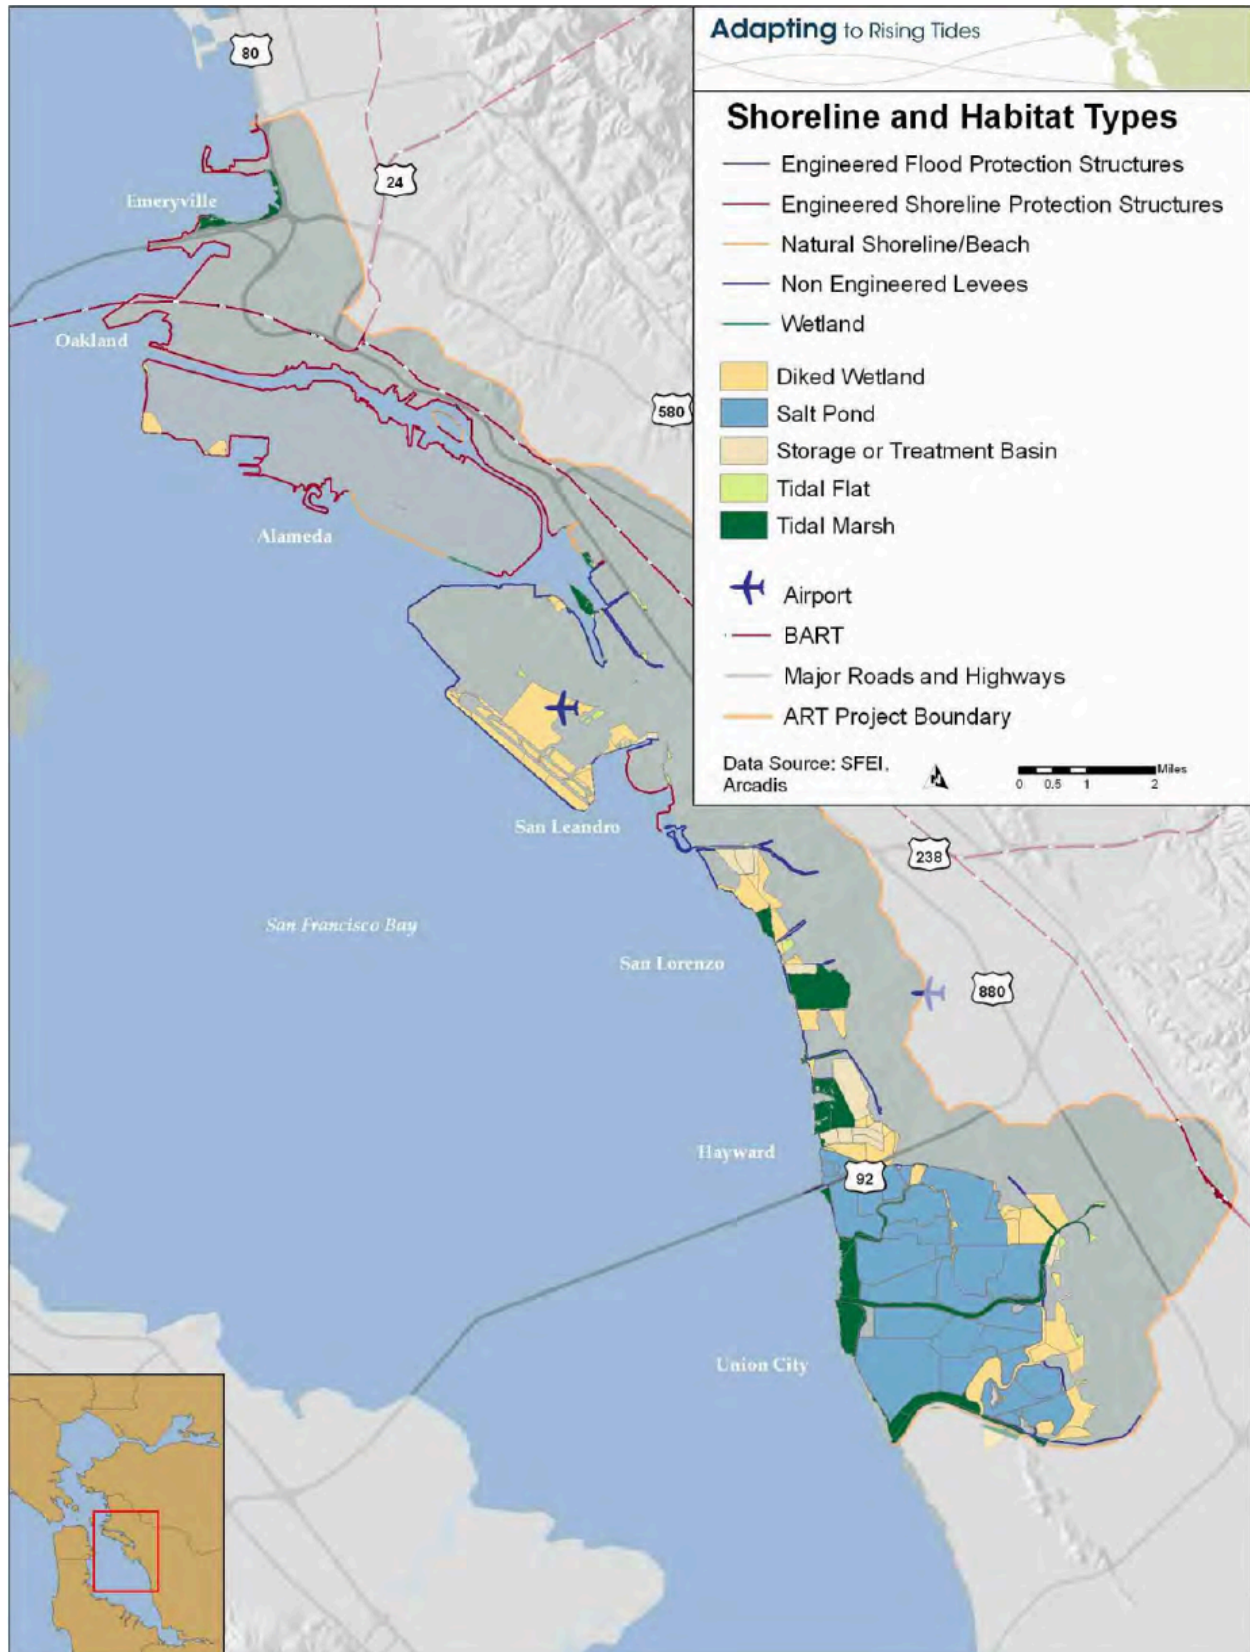 Adapting to Rising Tides
Shoreline and Habitat Types
Engineered Flood Protection Structures
Engineered Shoreline Protection Structures
Natural Shoreline/Beach
Non Engineered Levees
Wetland
Diked Wetland
Salt Pond
Storage or Treatment Basin
Tidal Flat
Tidal Marsh
Airport
BART
Major Roads and Highways
ART Project Boundary
Data Source: SFEI,
Arcadis
N
Miles
0 0.5 1 2
80
24
Emeryville
Oakland
580
Alameda
San Leandro
238
San Francisco Bay
San Lorenzo
880
Hayward
92
Union City